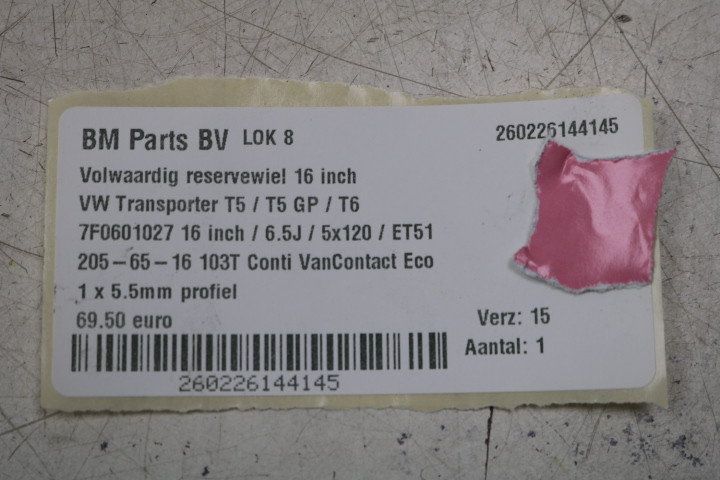 BM Parts BV LOK 8 260226144145
Volwaardig reservewiel 16 inch
VW Transporter T5 / T5 GP / T6
7F0601027 16 inch / 6.5J / 5x120 / ET51
205-65-16 103T Conti VanContact Eco
1 x 5.5mm profiel
69.50 euro Verz: 15
Aantal: 1
260226144145